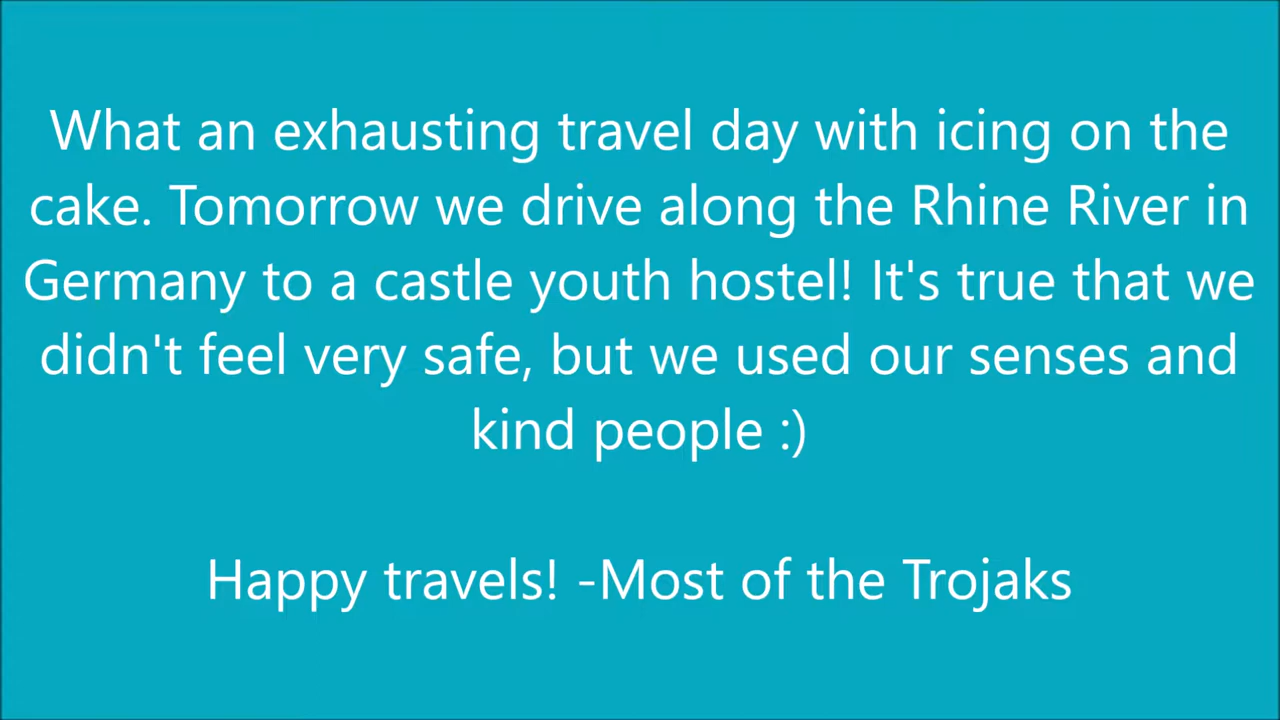 What an exhausting travel day with icing on the
cake. Tomorrow we drive along the Rhine River in
Germany to a castle youth hostel! It's true that we
didn't feel very safe, but we used our senses and
kind people :)
Happy travels! -Most of the Trojaks